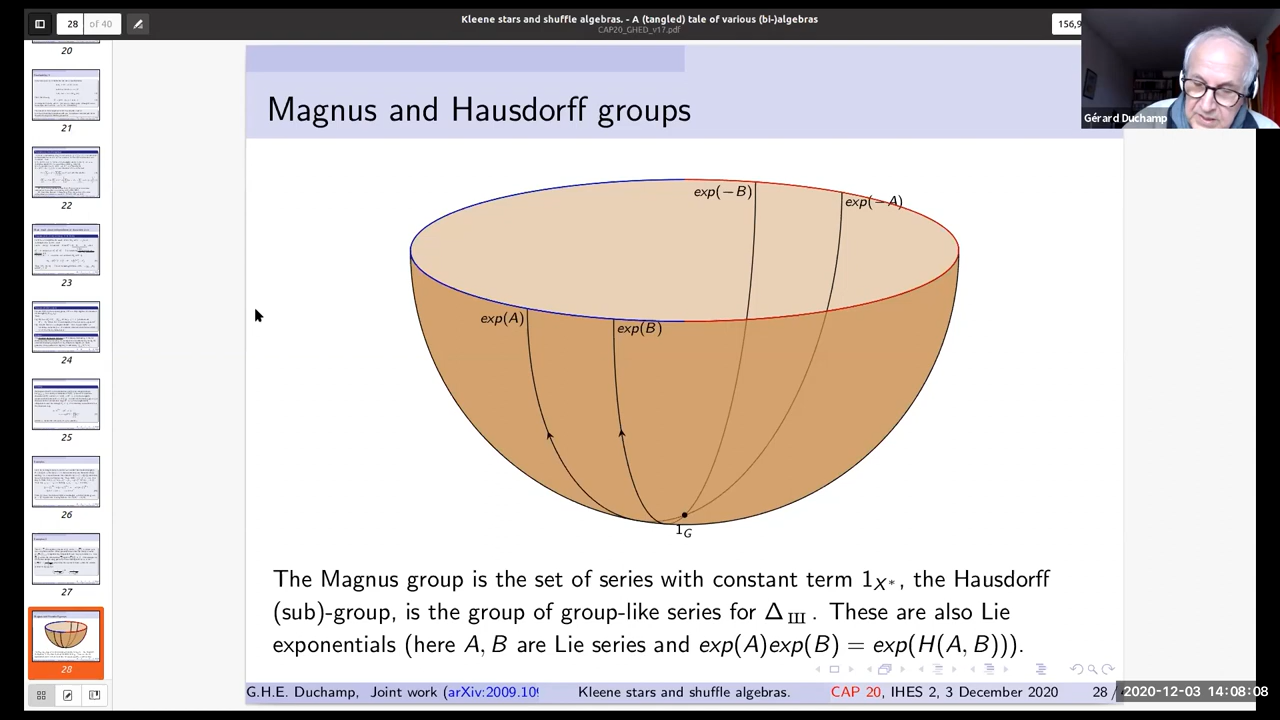 28 of 40
Kleene stars and shuffle algebras. - A (tangled) tale of various (bi-)algebras
CAP20_GHED_v17.pdf
156,9
Gérard Duchamp
20
21
22
23
24
25
26
27
28
Magnus and Hausdorff groups
exp(−B)
exp(−A)
exp(A)
exp(B)
1_G
The Magnus group is the set of series with constant term 1_{X*}, the Hausdorff
(sub)-group, is the group of group-like series for Δ_Ш. These are also Lie
exponentials (here A, B are Lie series and exp(A)exp(B) = exp(H(A, B))).
G.H.E. Duchamp, Joint work (arXiv:2009.10
Kleene stars and shuffle algebras.
CAP 20, IHES 2, 3 December 2020
28 /
2020-12-03 14:08:08